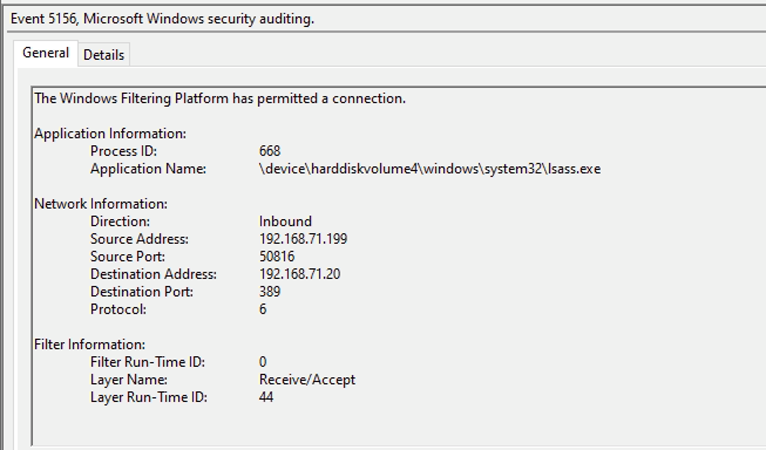 Event 5156, Microsoft Windows security auditing.
General Details
The Windows Filtering Platform has permitted a connection.
Application Information:
Process ID: 668
Application Name: \device\harddiskvolume4\windows\system32\lsass.exe
Network Information:
Direction: Inbound
Source Address: 192.168.71.199
Source Port: 50816
Destination Address: 192.168.71.20
Destination Port: 389
Protocol: 6
Filter Information:
Filter Run-Time ID: 0
Layer Name: Receive/Accept
Layer Run-Time ID: 44